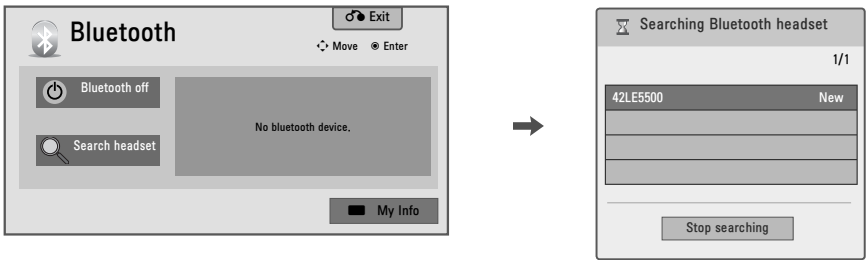 Bluetooth
Exit
Move Enter
Bluetooth off
Search headset
No bluetooth device.
My Info
Searching Bluetooth headset
1/1
42LE5500 New
Stop searching